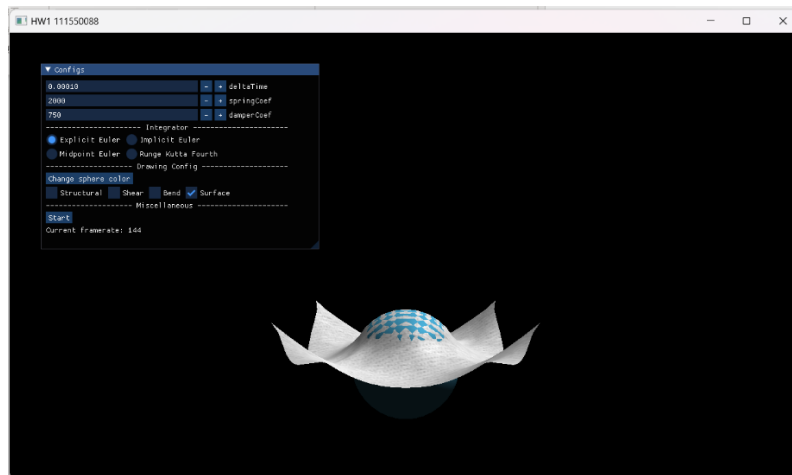 HW1 111550088
▼ Configs
0.00010 - + deltaTime
2000 - + springCoef
750 - + damperCoef
---------------------- Integrator ----------------------
Explicit Euler Implicit Euler
Midpoint Euler Runge Kutta Fourth
-------------------- Drawing Config --------------------
Change sphere color
Structural Shear Bend Surface
-------------------- Miscellaneous ---------------------
Start
Current framerate: 144